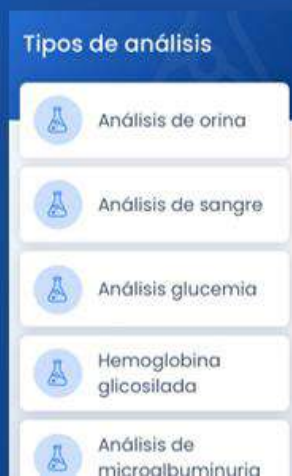 Tipos de análisis
Análisis de orina
Análisis de sangre
Análisis glucemia
Hemoglobina
glicosilada
Análisis de
microalbuminuria